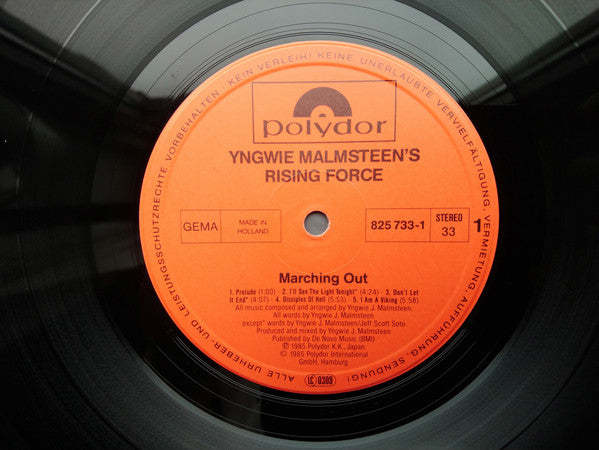 ALLE URHEBER- UND LEISTUNGSSCHUTZRECHTE VORBEHALTEN · KEIN VERLEIH! KEINE UNERLAUBTE VERVIELFÄLTIGUNG, VERMIETUNG, AUFFÜHRUNG, SENDUNG!
polydor
YNGWIE MALMSTEEN'S
RISING FORCE
GEMA
MADE IN
HOLLAND
825 733-1
STEREO
33
1
Marching Out
1. Prelude (1:00) · 2. I'll See The Light Tonight* (4:24) · 3. Don't Let
It End* (4:07) · 4. Disciples Of Hell (5:53) · 5. I Am A Viking (5:58)
All music composed and arranged by Yngwie J. Malmsteen
All words by Yngwie J. Malmsteen
except* words by Yngwie J. Malmsteen/Jeff Scott Soto
Produced and mixed by Yngwie J. Malmsteen
Published by De Novo Music (BMI)
℗ 1985 Polydor K.K., Japan
© 1985 Polydor International
GmbH, Hamburg
LC 0309